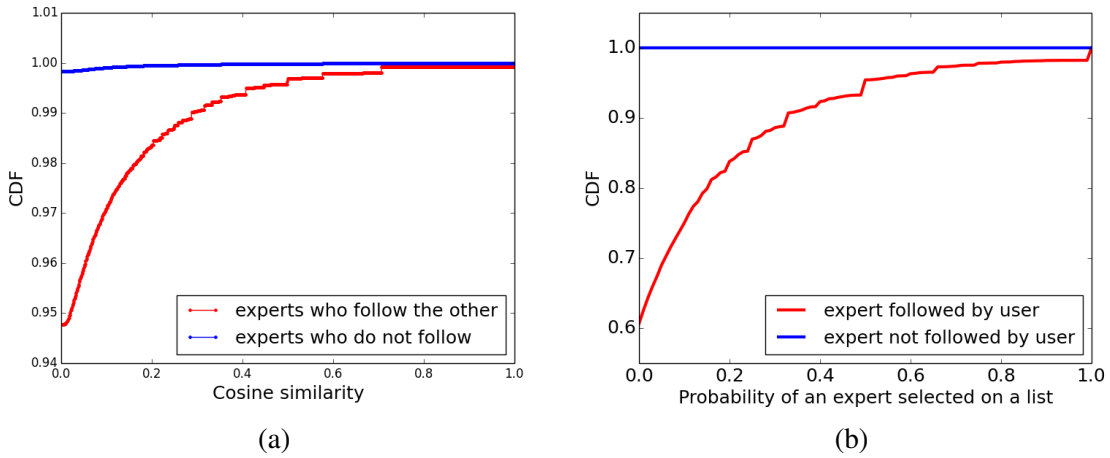 1.01
1.00
0.99
0.98
0.97
0.96
0.95
0.94
CDF
0.0 0.2 0.4 0.6 0.8 1.0
Cosine similarity
experts who follow the other
experts who do not follow
(a)
1.0
0.9
0.8
0.7
0.6
CDF
0.0 0.2 0.4 0.6 0.8 1.0
Probability of an expert selected on a list
expert followed by user
expert not followed by user
(b)